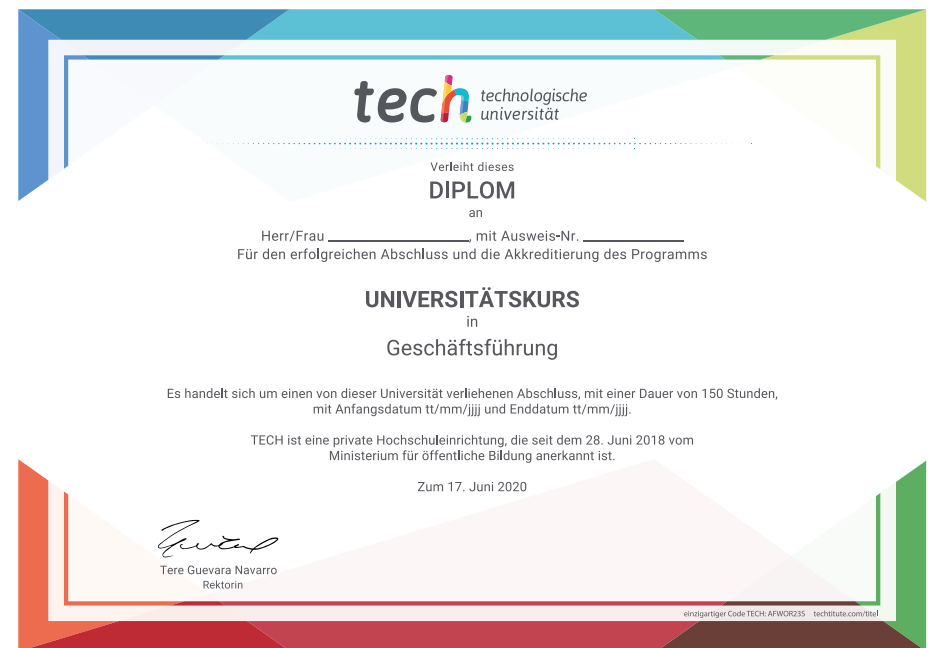 tech technologische
universität
Verleiht dieses
DIPLOM
an
Herr/Frau ____________, mit Ausweis-Nr. ____________
Für den erfolgreichen Abschluss und die Akkreditierung des Programms
UNIVERSITÄTSKURS
in
Geschäftsführung
Es handelt sich um einen von dieser Universität verliehenen Abschluss, mit einer Dauer von 150 Stunden,
mit Anfangsdatum tt/mm/jjjj und Enddatum tt/mm/jjjj.
TECH ist eine private Hochschuleinrichtung, die seit dem 28. Juni 2018 vom
Ministerium für öffentliche Bildung anerkannt ist.
Zum 17. Juni 2020
Tere Guevara Navarro
Rektorin
einzigartiger Code TECH: AFWOR23S techtitute.com/titel